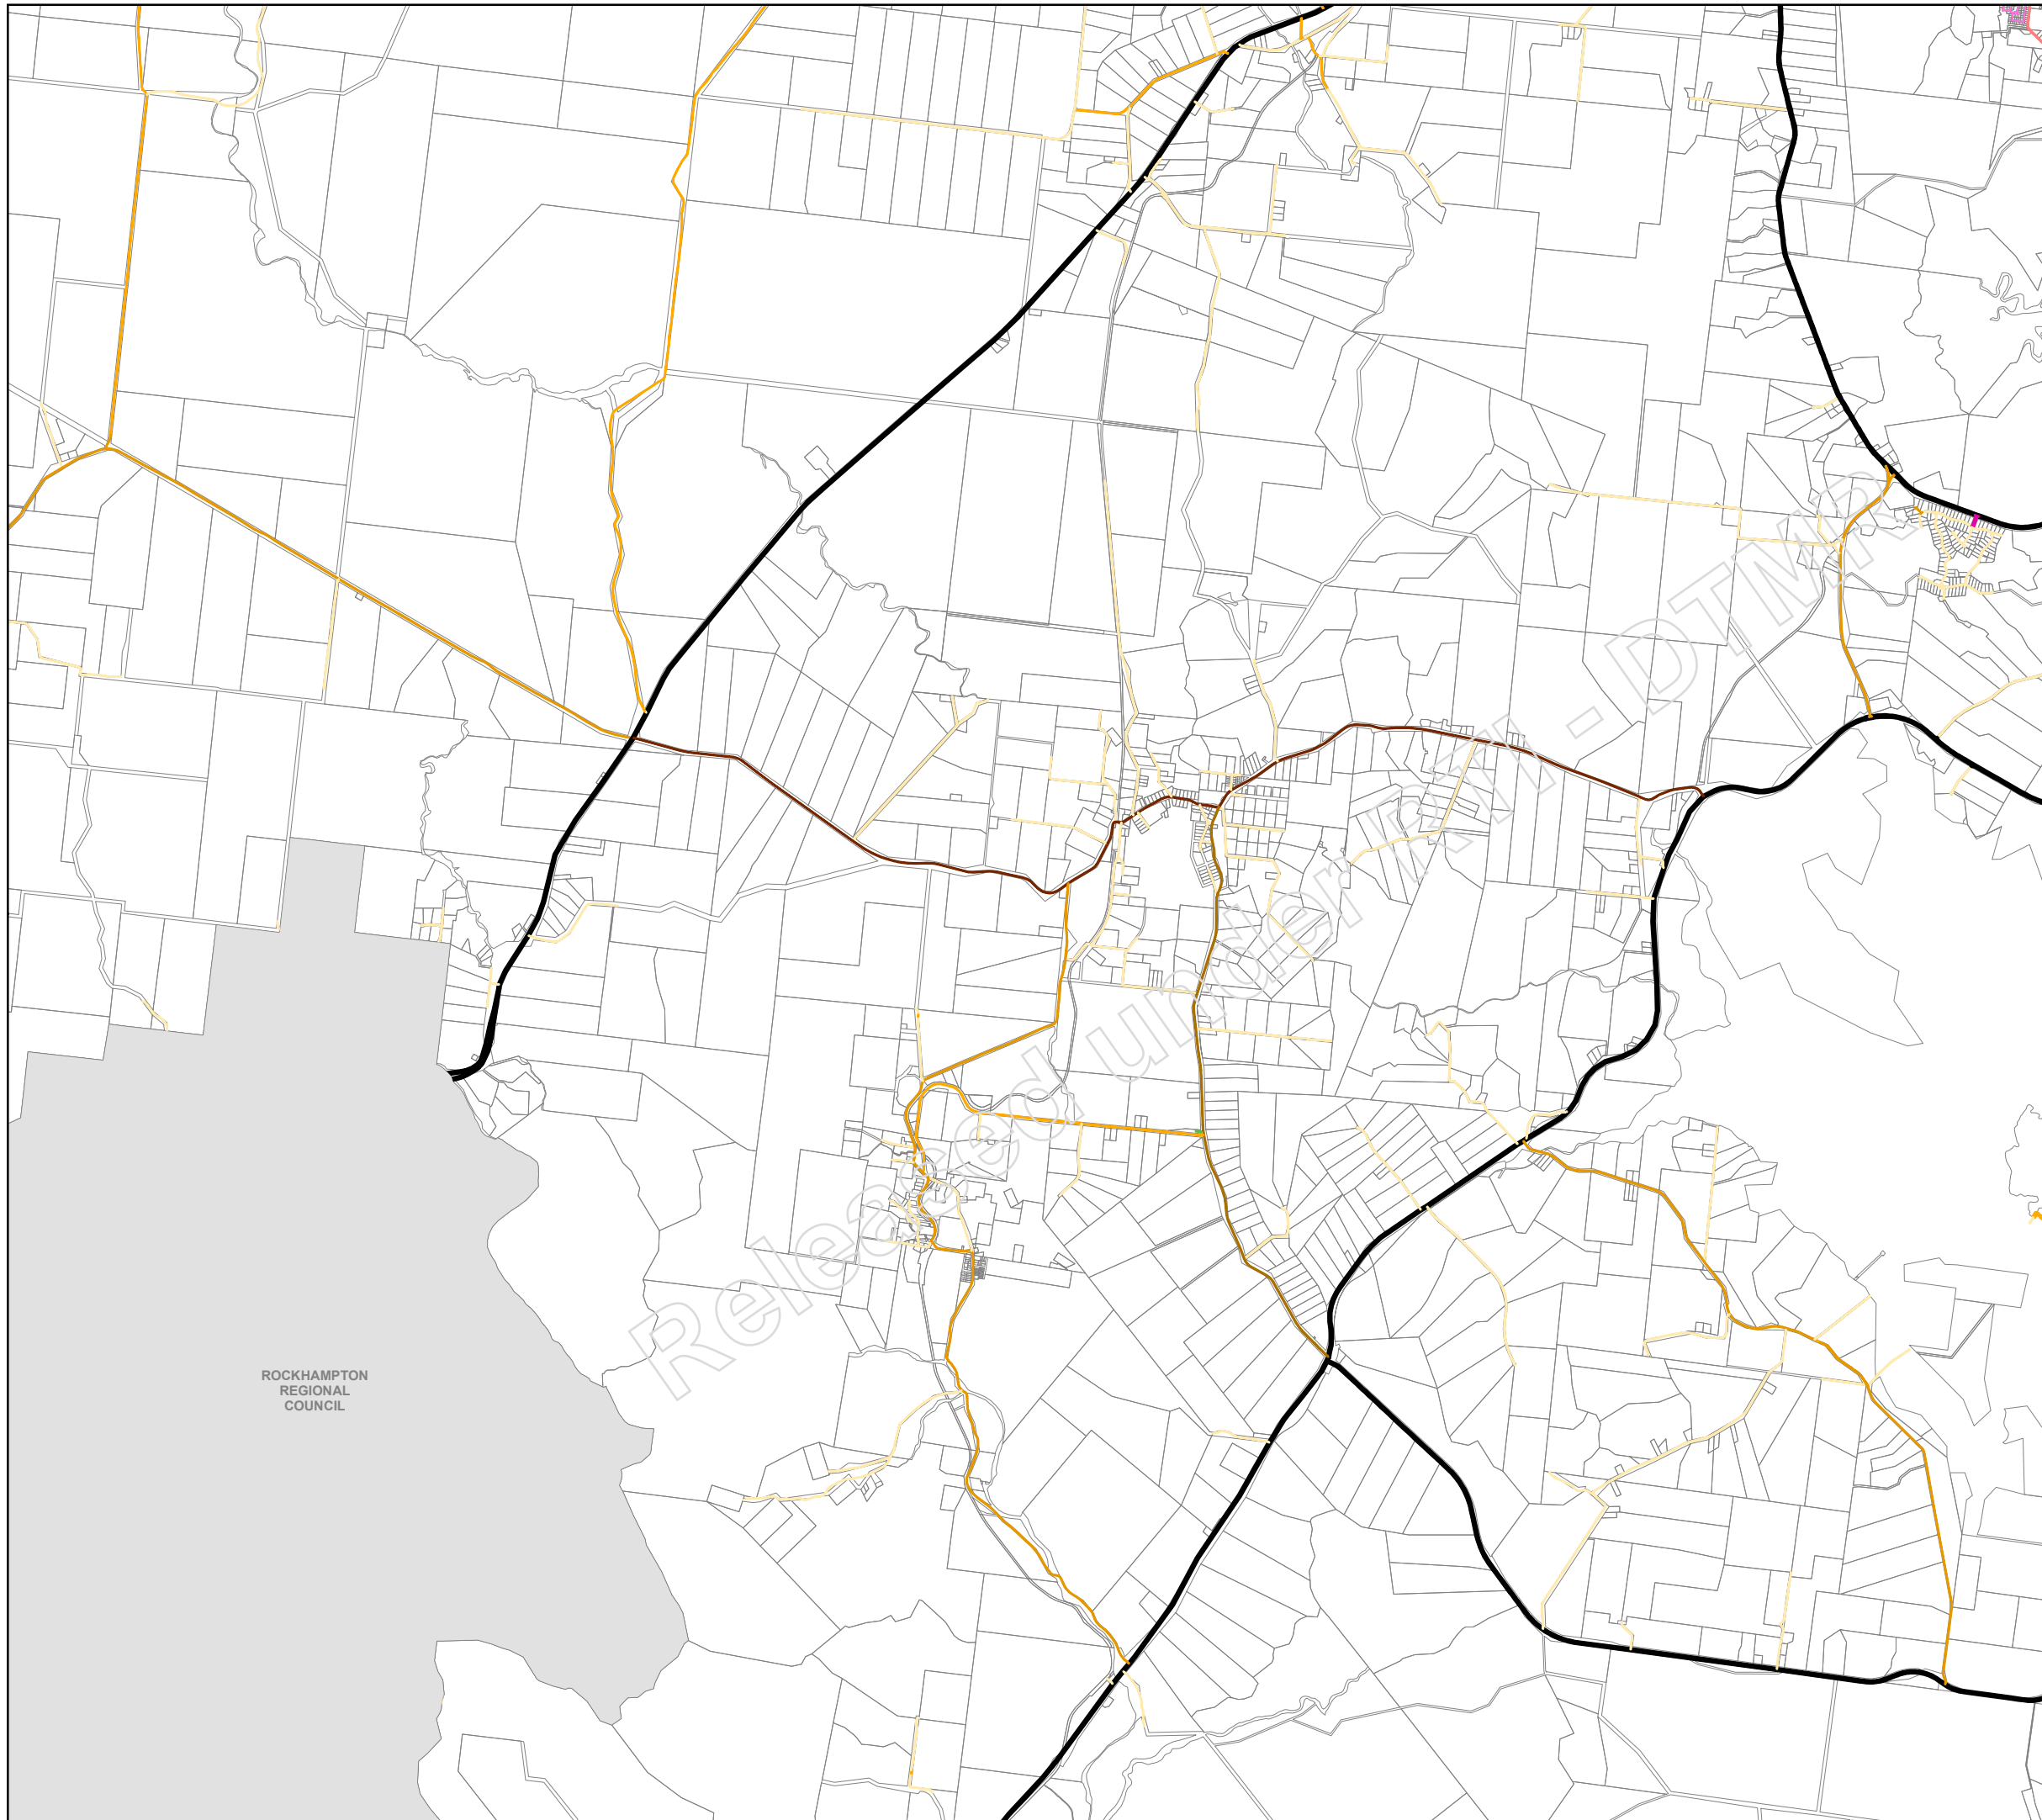 Released under RTI - DTMR
ROCKHAMPTON
REGIONAL
COUNCIL